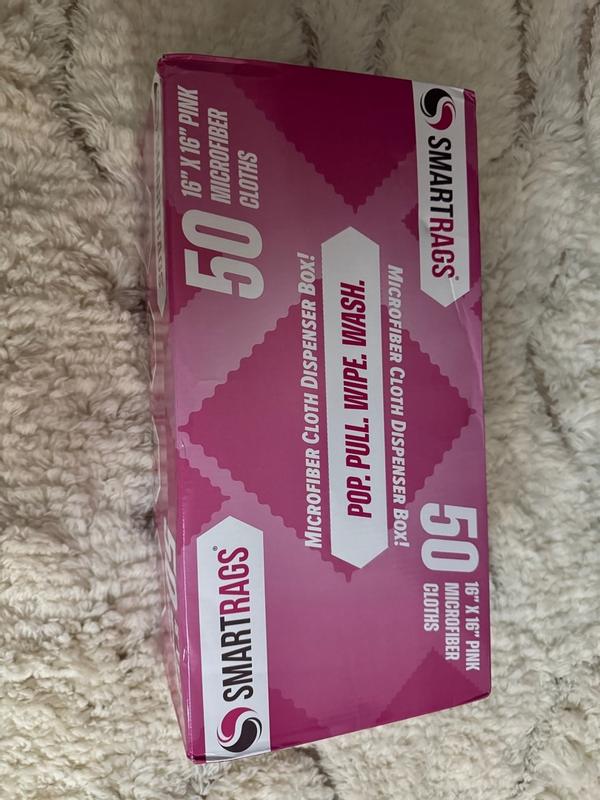 SMARTRAGS®
50
16" X 16" PINK
MICROFIBER
CLOTHS
MICROFIBER CLOTH DISPENSER BOX!
POP. PULL. WIPE. WASH.
MICROFIBER CLOTH DISPENSER BOX!
SMARTRAGS®
50
16" X 16" PINK
MICROFIBER
CLOTHS